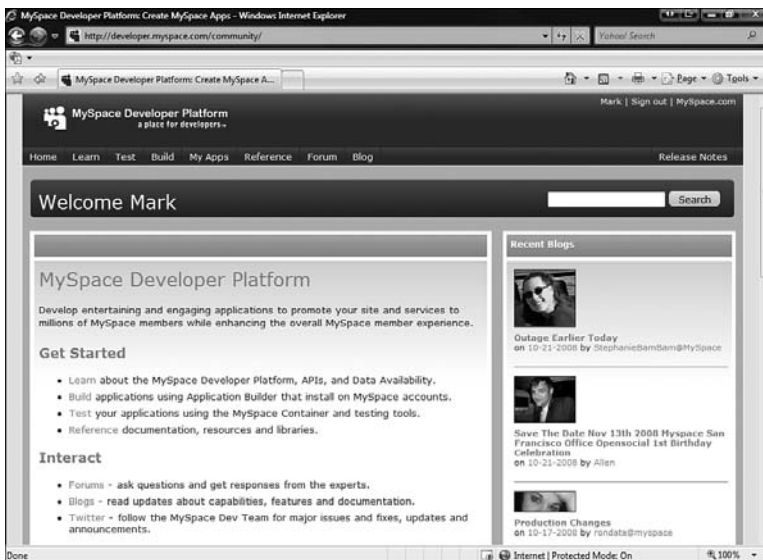 MySpace Developer Platform: Create MySpace Apps - Windows Internet Explorer
http://developer.myspace.com/community/
Yahoo! Search
MySpace Developer Platform: Create MySpace A...
Page
Tools
Mark | Sign out | MySpace.com
MySpace Developer Platform
a place for developers
Home Learn Test Build My Apps Reference Forum Blog
Release Notes
Welcome Mark
Search
MySpace Developer Platform
Develop entertaining and engaging applications to promote your site and services to
millions of MySpace members while enhancing the overall MySpace member experience.
Get Started
• Learn about the MySpace Developer Platform, APIs, and Data Availability.
• Build applications using Application Builder that install on MySpace accounts.
• Test your applications using the MySpace Container and testing tools.
• Reference documentation, resources and libraries.
Interact
• Forums - ask questions and get responses from the experts.
• Blogs - read updates about capabilities, features and documentation.
• Twitter - follow the MySpace Dev Team for major issues and fixes, updates and
announcements.
Recent Blogs
Outage Earlier Today
on 10-21-2008 by StephanieBamBam@MySpace
Save The Date Nov 13th 2008 Myspace San
Francisco Office Opensocial 1st Birthday
Celebration
on 10-21-2008 by Allen
Production Changes
on 10-17-2008 by rondata@myspace
Done
Internet | Protected Mode: On
100%